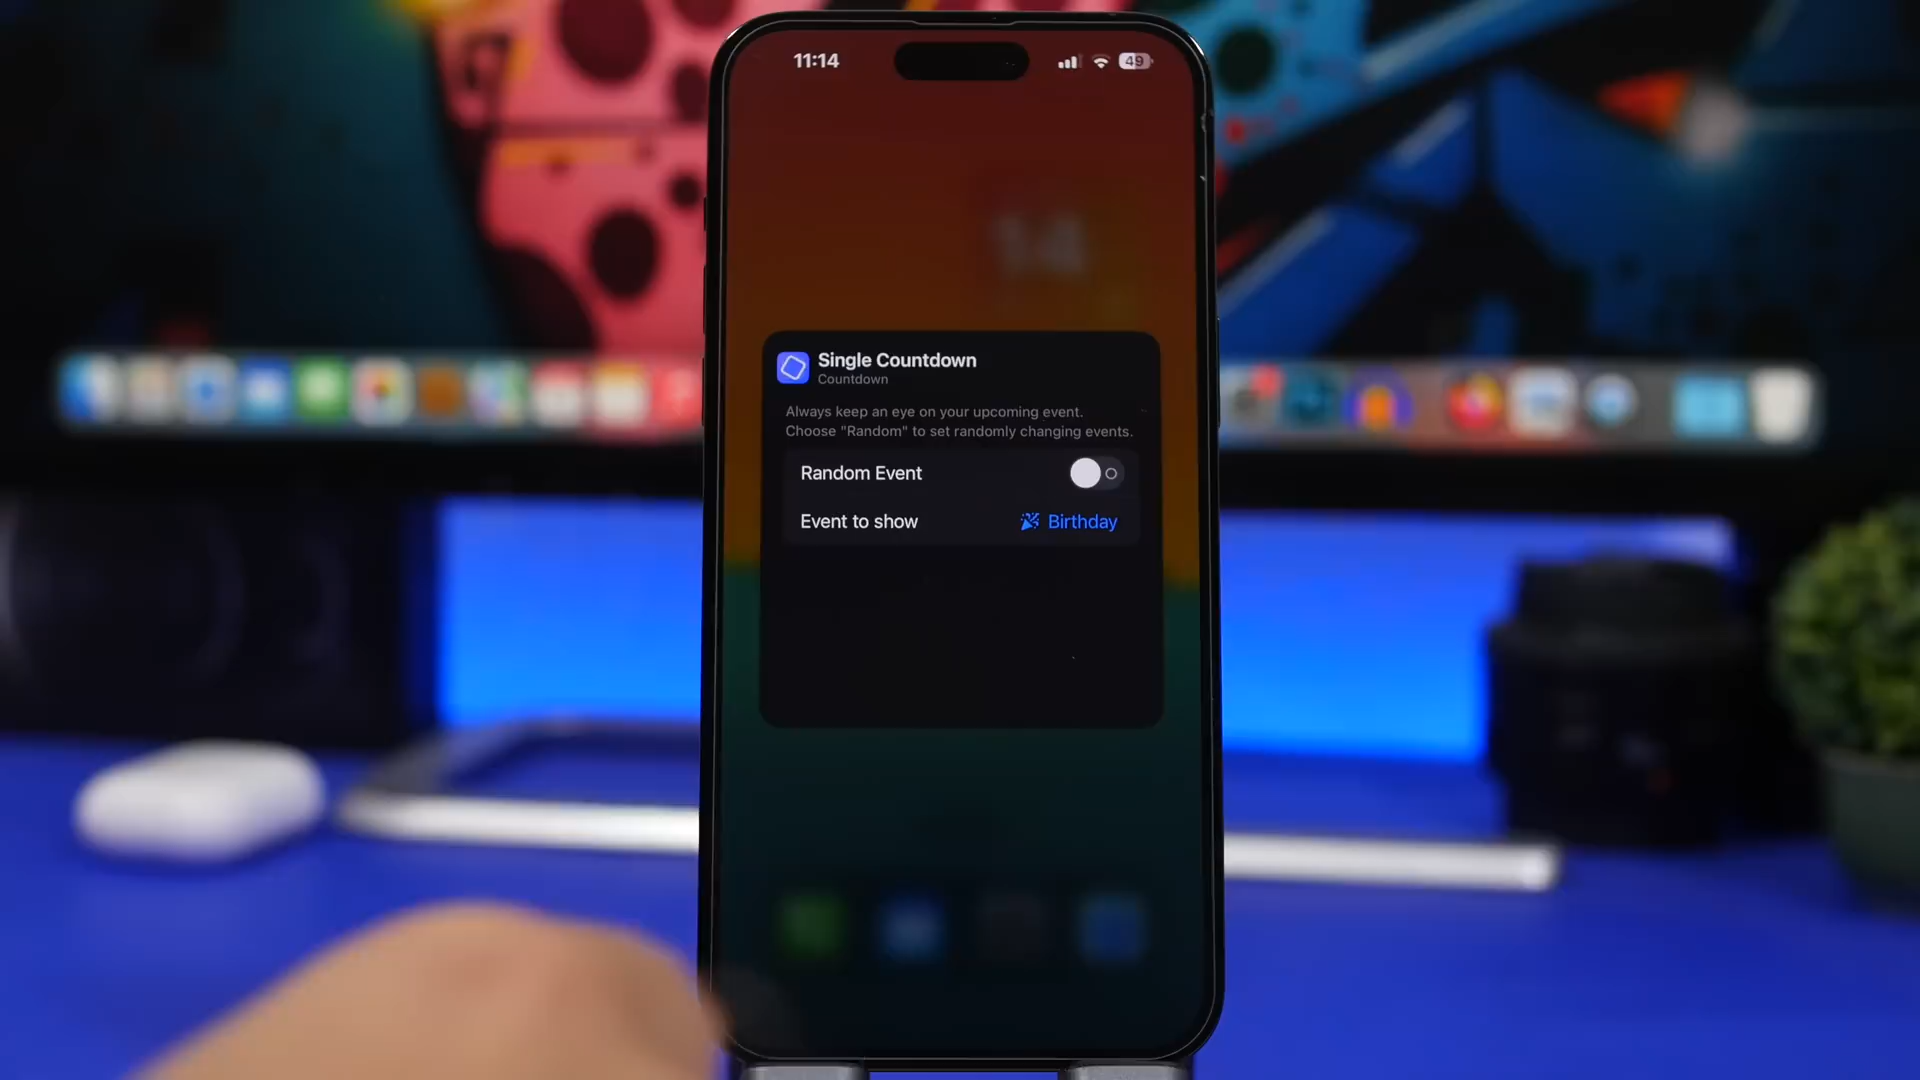 11:14
49
14
Single Countdown
Countdown
Always keep an eye on your upcoming event.
Choose "Random" to set randomly changing events.
Random Event
Event to show
Birthday